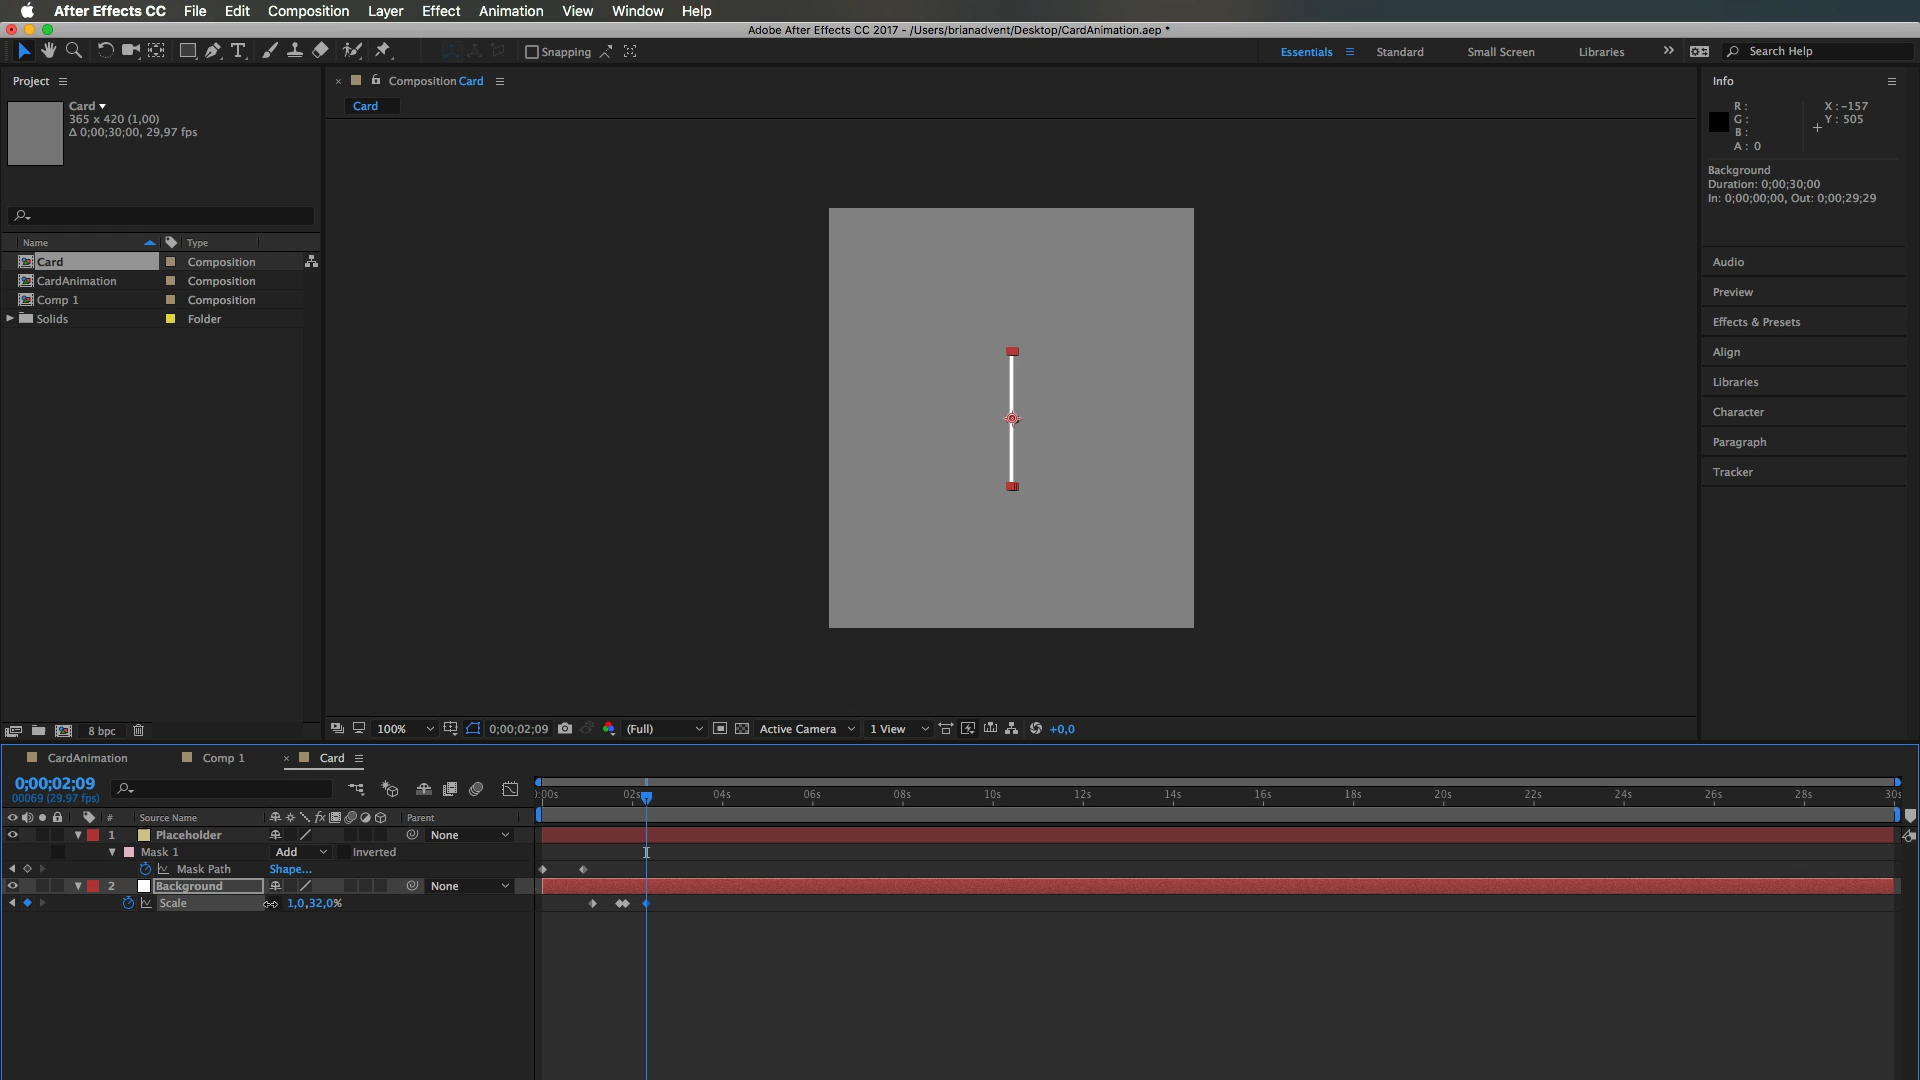 After Effects CC File Edit Composition Layer Effect Animation View Window Help
Adobe After Effects CC 2017 - /Users/brianadvent/Desktop/CardAnimation.aep *
T Snapping Essentials Standard Small Screen Libraries >> Search Help
Project
Card
365 x 420 (1,00)
Δ 0;00;30;00, 29,97 fps
Name Type
Card Composition
CardAnimation Composition
Comp 1 Composition
Solids Folder
8 bpc
× Composition Card
Card
100% 0;00;02;09 (Full) Active Camera 1 View +0,0
Info
R : X : -157
G : Y : 505
B :
A : 0
Background
Duration: 0;00;30;00
In: 0;00;00;00, Out: 0;00;29;29
Audio
Preview
Effects & Presets
Align
Libraries
Character
Paragraph
Tracker
CardAnimation Comp 1 × Card
0;00;02;09
00069 (29.97 fps)
:00s 02s 04s 06s 08s 10s 12s 14s 16s 18s 20s 22s 24s 26s 28s 30s
# Source Name fx Parent
1 Placeholder None
Mask 1 Add Inverted
Mask Path Shape...
2 Background None
Scale 1,0,32,0%